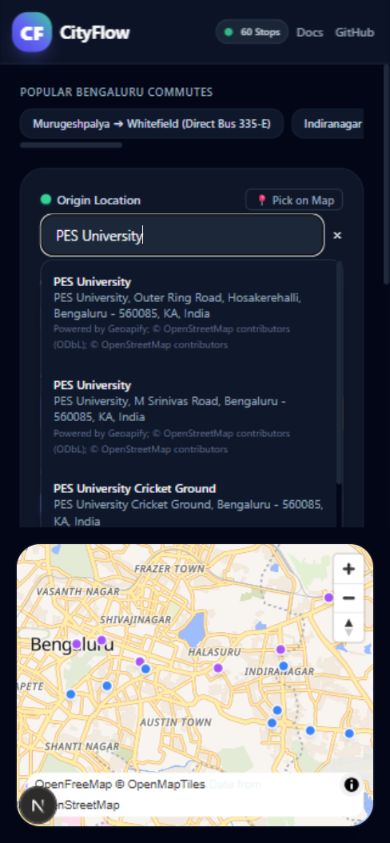 CF CityFlow
60 Stops Docs GitHub
POPULAR BENGALURU COMMUTES
Murugeshpalya ➔ Whitefield (Direct Bus 335-E)
Indiranagar
Origin Location
Pick on Map
PES University
×
PES University
PES University, Outer Ring Road, Hosakerehalli,
Bengaluru - 560085, KA, India
Powered by Geoapify; © OpenStreetMap contributors
(ODbL); © OpenStreetMap contributors
PES University
PES University, M Srinivas Road, Bengaluru -
560085, KA, India
Powered by Geoapify; © OpenStreetMap contributors
(ODbL); © OpenStreetMap contributors
PES University Cricket Ground
PES University Cricket Ground, Bengaluru - 560085,
KA, India
FRAZER TOWN
VASANTH NAGAR
SHIVAJINAGAR
Bengaluru
HALASURU
INDIRANAGAR
APETE
AUSTIN TOWN
SHANTI NAGAR
OpenFreeMap © OpenMapTiles Data from
enStreetMap
N